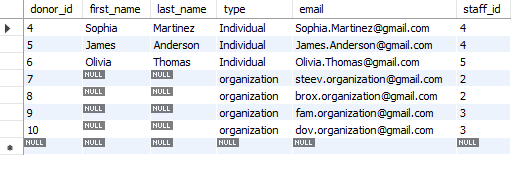 donor_id first_name last_name type email staff_id
4 Sophia Martinez Individual Sophia.Martinez@gmail.com 4
5 James Anderson Individual James.Anderson@gmail.com 4
6 Olivia Thomas Individual Olivia.Thomas@gmail.com 5
7 NULL NULL organization steev.organization@gmail.com 2
8 NULL NULL organization brox.organization@gmail.com 2
9 NULL NULL organization fam.organization@gmail.com 3
10 NULL NULL organization dov.organization@gmail.com 3
NULL NULL NULL NULL NULL NULL